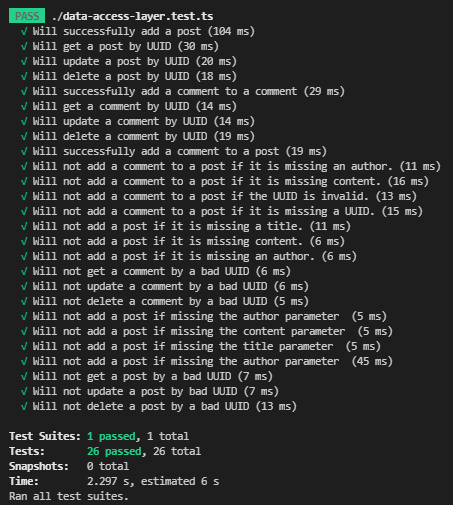 PASS ./data-access-layer.test.ts
√ Will successfully add a post (104 ms)
√ Will get a post by UUID (30 ms)
√ Will update a post by UUID (20 ms)
√ Will delete a post by UUID (18 ms)
√ Will successfully add a comment to a comment (29 ms)
√ Will get a comment by UUID (14 ms)
√ Will update a comment by UUID (14 ms)
√ Will delete a comment by UUID (19 ms)
√ Will successfully add a comment to a post (19 ms)
√ Will not add a comment to a post if it is missing an author. (11 ms)
√ Will not add a comment to a post if it is missing content. (16 ms)
√ Will not add a comment to a post if the UUID is invalid. (13 ms)
√ Will not add a comment to a post if it is missing a UUID. (15 ms)
√ Will not add a post if it is missing a title. (11 ms)
√ Will not add a post if it is missing content. (6 ms)
√ Will not add a post if it is missing an author. (6 ms)
√ Will not get a comment by a bad UUID (6 ms)
√ Will not update a comment by a bad UUID (6 ms)
√ Will not delete a comment by a bad UUID (5 ms)
√ Will not add a post if missing the author parameter  (5 ms)
√ Will not add a post if missing the content parameter  (5 ms)
√ Will not add a post if missing the title parameter  (5 ms)
√ Will not add a post if missing the author parameter  (45 ms)
√ Will not get a post by a bad UUID (7 ms)
√ Will not update a post by bad UUID (7 ms)
√ Will not delete a post by a bad UUID (13 ms)
Test Suites: 1 passed, 1 total
Tests: 26 passed, 26 total
Snapshots: 0 total
Time: 2.297 s, estimated 6 s
Ran all test suites.